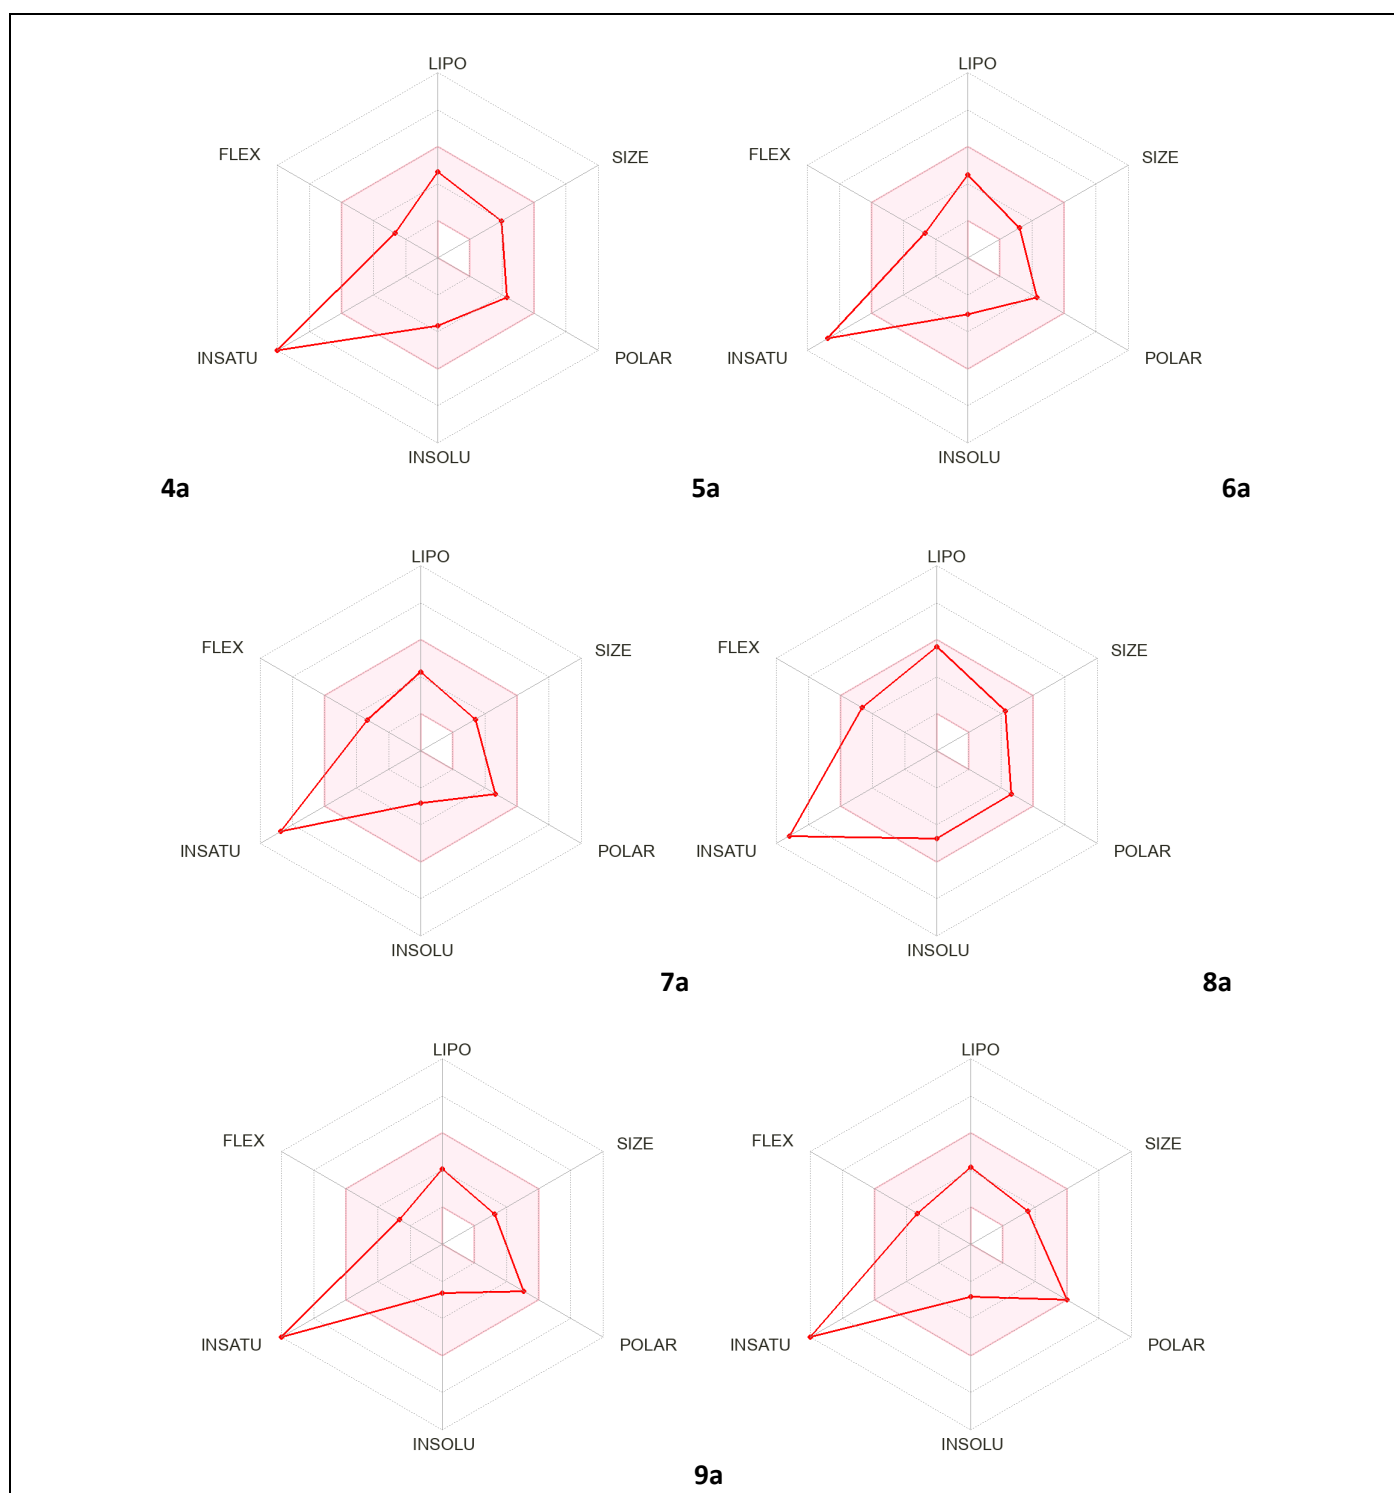 LIPO LIPO
FLEX SIZE FLEX SIZE
INSATU POLAR INSATU POLAR
INSOLU INSOLU
4a 5a 6a
LIPO LIPO
FLEX SIZE FLEX SIZE
INSATU POLAR INSATU POLAR
INSOLU INSOLU
7a 8a
LIPO LIPO
FLEX SIZE FLEX SIZE
INSATU POLAR INSATU POLAR
INSOLU INSOLU
9a